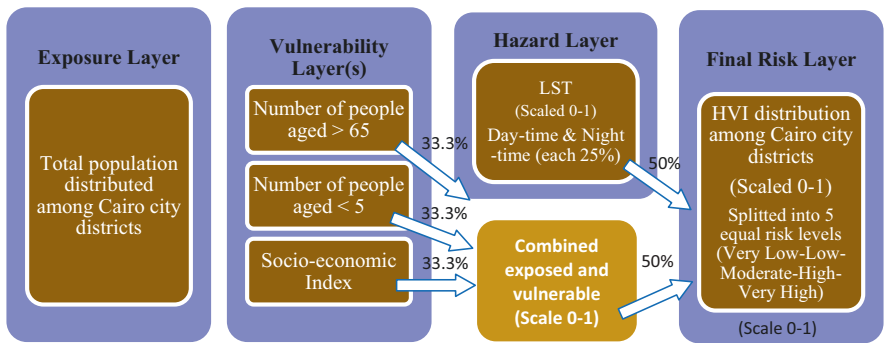 Exposure Layer
Total population
distributed
among Cairo city
districts
Vulnerability
Layer(s)
Number of people
aged > 65
Number of people
aged < 5
Socio-economic
Index
33.3%
33.3%
33.3%
Hazard Layer
LST
(Scaled 0-1)
Day-time & Night
-time (each 25%)
Combined
exposed and
vulnerable
(Scale 0-1)
50%
50%
Final Risk Layer
HVI distribution
among Cairo city
districts
(Scaled 0-1)
Splitted into 5
equal risk levels
(Very Low-Low-
Moderate-High-
Very High)
(Scale 0-1)